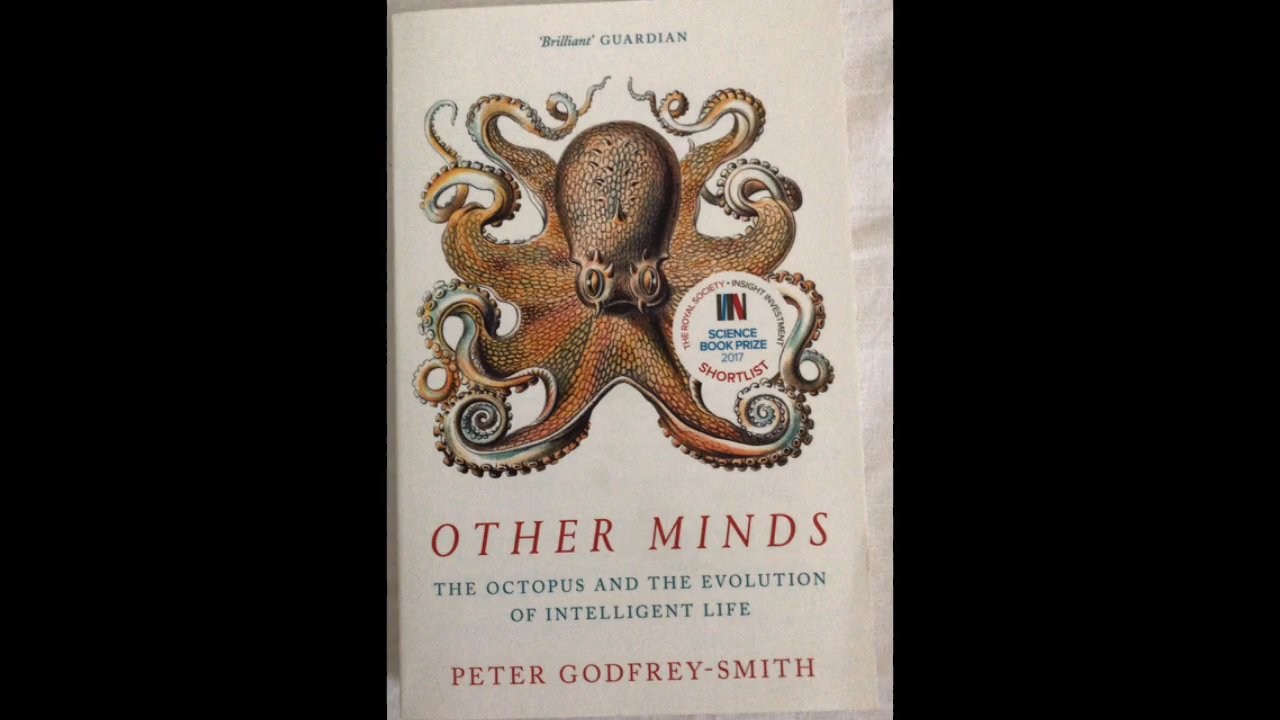 'Brilliant' GUARDIAN
THE ROYAL SOCIETY • INSIGHT INVESTMENT
SCIENCE
BOOK PRIZE
2017
SHORTLIST
OTHER MINDS
THE OCTOPUS AND THE EVOLUTION
OF INTELLIGENT LIFE
PETER GODFREY-SMITH